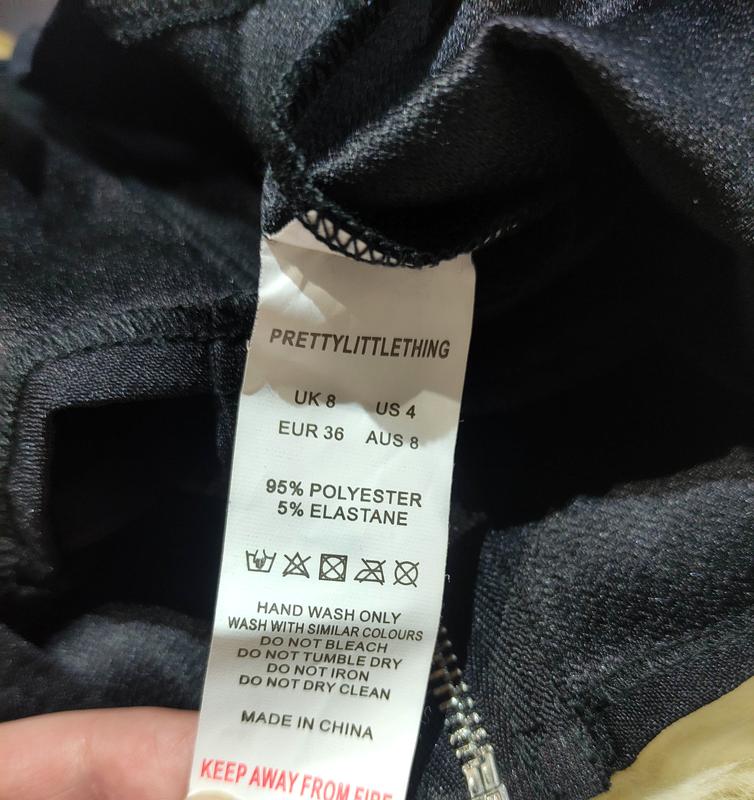 PRETTYLITTLETHING
UK 8 US 4
EUR 36 AUS 8
95% POLYESTER
5% ELASTANE
HAND WASH ONLY
WASH WITH SIMILAR COLOURS
DO NOT BLEACH
DO NOT TUMBLE DRY
DO NOT IRON
DO NOT DRY CLEAN
MADE IN CHINA
KEEP AWAY FROM FIRE